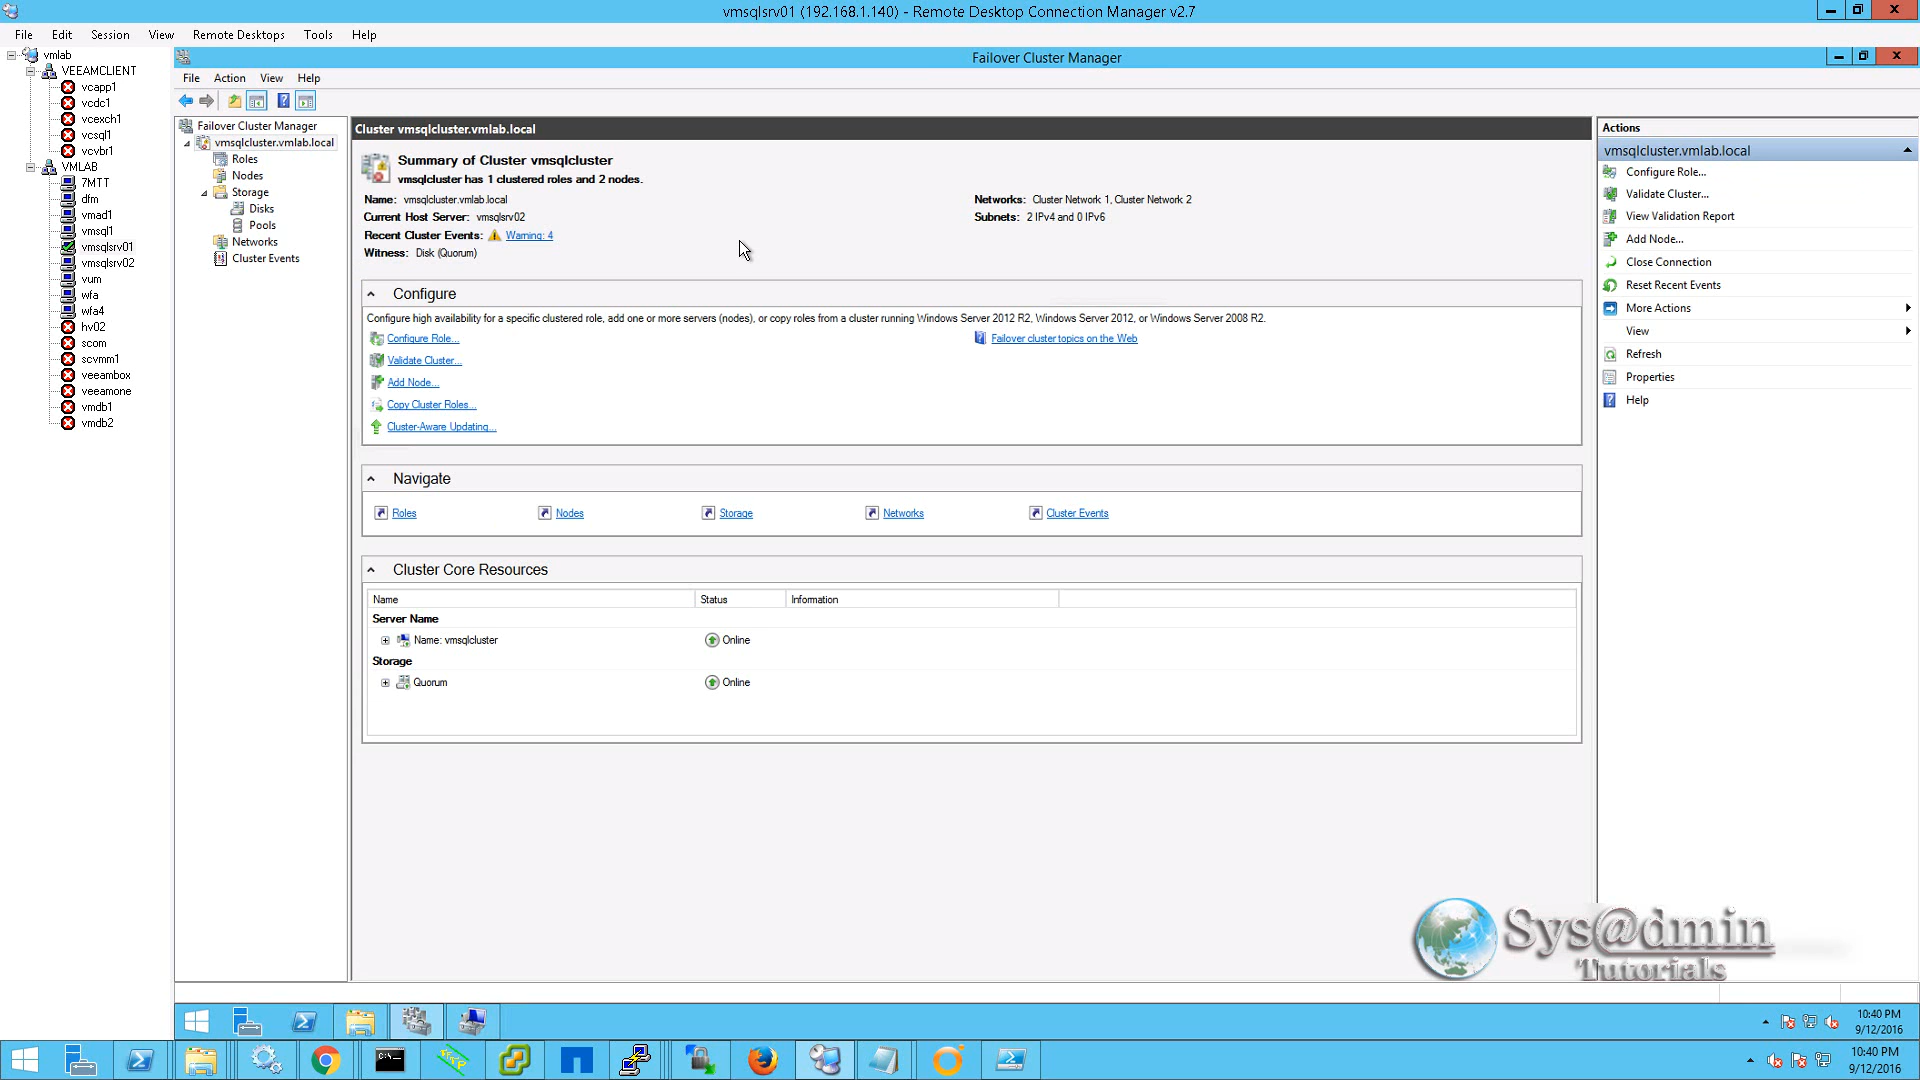 vmsqlsrv01 (192.168.1.140) - Remote Desktop Connection Manager v2.7
File Edit Session View Remote Desktops Tools Help
vmlab
VEEAMCLIENT
vcapp1
vcdc1
vcexch1
vcsql1
vcvbr1
VMLAB
7MTT
dfm
vmad1
vmsql1
vmsqlsrv01
vmsqlsrv02
vum
wfa
wfa4
hv02
scom
scvmm1
veeambox
veeamone
vmdb1
vmdb2
Failover Cluster Manager
File Action View Help
Failover Cluster Manager
vmsqlcluster.vmlab.local
Roles
Nodes
Storage
Disks
Pools
Networks
Cluster Events
Cluster vmsqlcluster.vmlab.local
Summary of Cluster vmsqlcluster
vmsqlcluster has 1 clustered roles and 2 nodes.
Name: vmsqlcluster.vmlab.local
Networks: Cluster Network 1, Cluster Network 2
Current Host Server: vmsqlsrv02
Subnets: 2 IPv4 and 0 IPv6
Recent Cluster Events: Warning: 4
Witness: Disk (Quorum)
Configure
Configure high availability for a specific clustered role, add one or more servers (nodes), or copy roles from a cluster running Windows Server 2012 R2, Windows Server 2012, or Windows Server 2008 R2.
Configure Role...
Failover cluster topics on the Web
Validate Cluster...
Add Node...
Copy Cluster Roles...
Cluster-Aware Updating...
Navigate
Roles Nodes Storage Networks Cluster Events
Cluster Core Resources
Name Status Information
Server Name
Name: vmsqlcluster Online
Storage
Quorum Online
Actions
vmsqlcluster.vmlab.local
Configure Role...
Validate Cluster...
View Validation Report
Add Node...
Close Connection
Reset Recent Events
More Actions
View
Refresh
Properties
Help
Sys@dmin
Tutorials
10:40 PM
9/12/2016
C:\_
10:40 PM
9/12/2016